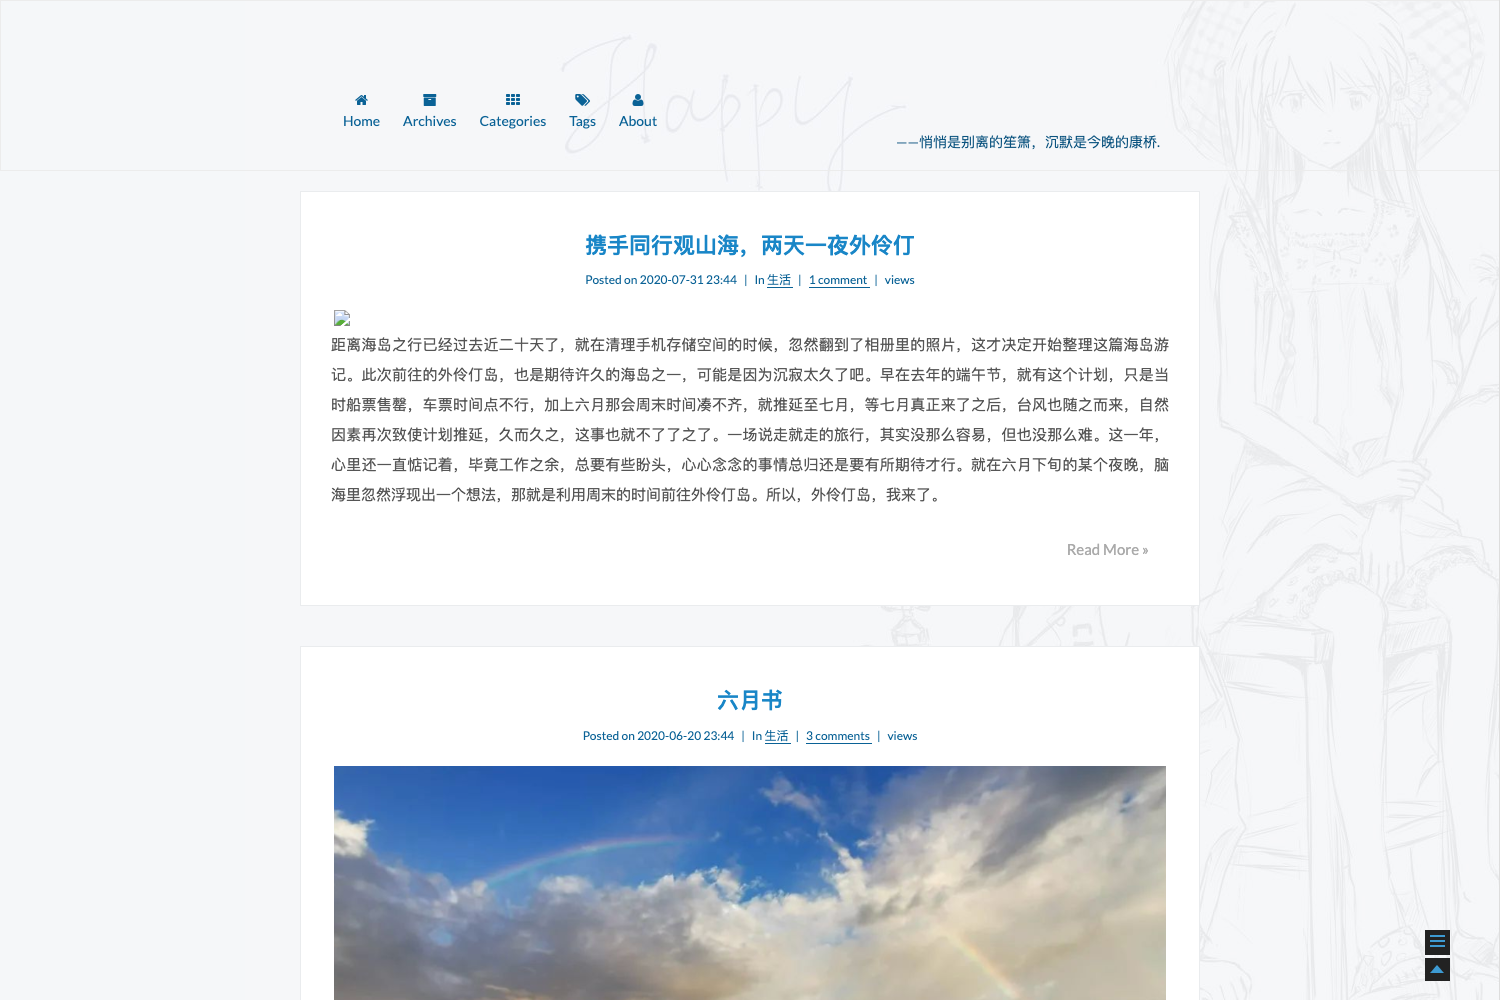 Happy
Home Archives Categories Tags About
——悄悄是别离的笙箫，沉默是今晚的康桥.
携手同行观山海，两天一夜外伶仃
Posted on 2020-07-31 23:44 | In 生活 | 1 comment | views
距离海岛之行已经过去近二十天了，就在清理手机存储空间的时候，忽然翻到了相册里的照片，这才决定开始整理这篇海岛游
记。此次前往的外伶仃岛，也是期待许久的海岛之一，可能是因为沉寂太久了吧。早在去年的端午节，就有这个计划，只是当
时船票售罄，车票时间点不行，加上六月那会周末时间凑不齐，就推延至七月，等七月真正来了之后，台风也随之而来，自然
因素再次致使计划推延，久而久之，这事也就不了了之了。一场说走就走的旅行，其实没那么容易，但也没那么难。这一年，
心里还一直惦记着，毕竟工作之余，总要有些盼头，心心念念的事情总归还是要有所期待才行。就在六月下旬的某个夜晚，脑
海里忽然浮现出一个想法，那就是利用周末的时间前往外伶仃岛。所以，外伶仃岛，我来了。
Read More »
六月书
Posted on 2020-06-20 23:44 | In 生活 | 3 comments | views